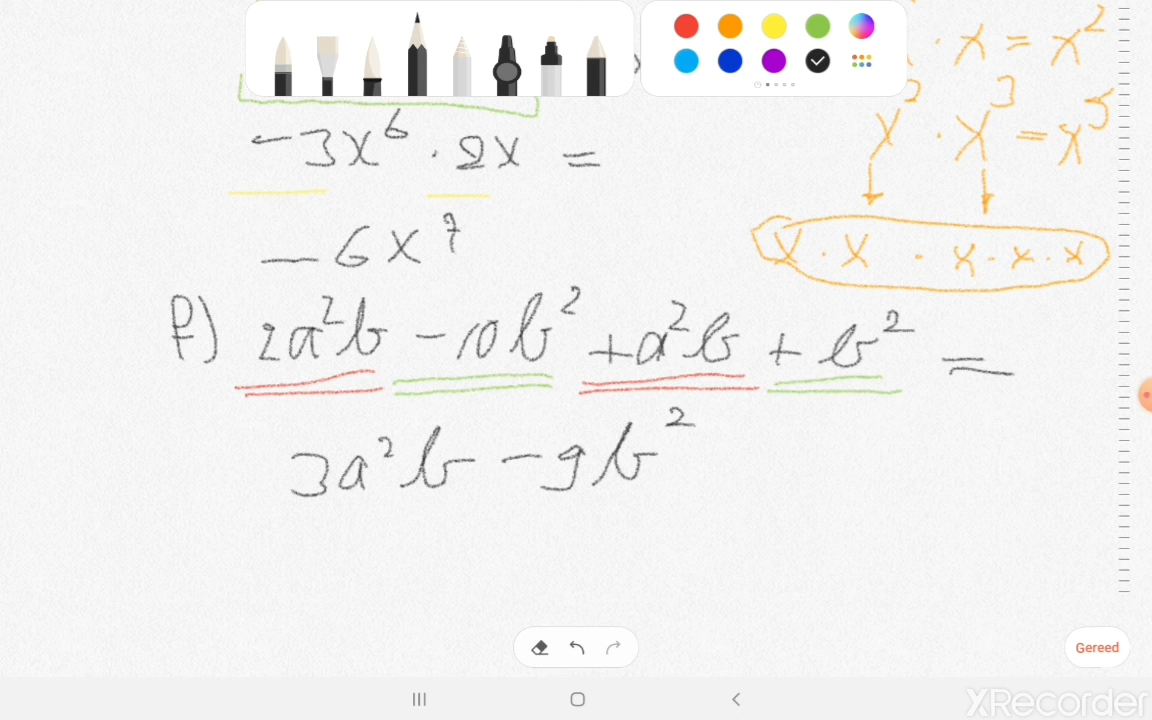 x · x = x²
x² · x³ = x⁵
-3x⁶ · 2x =
x · x · x · x · x
-6x⁷
f) 2a²b - 10b² + a²b + b² =
3a²b - 9b²
Gereed
XRecorder